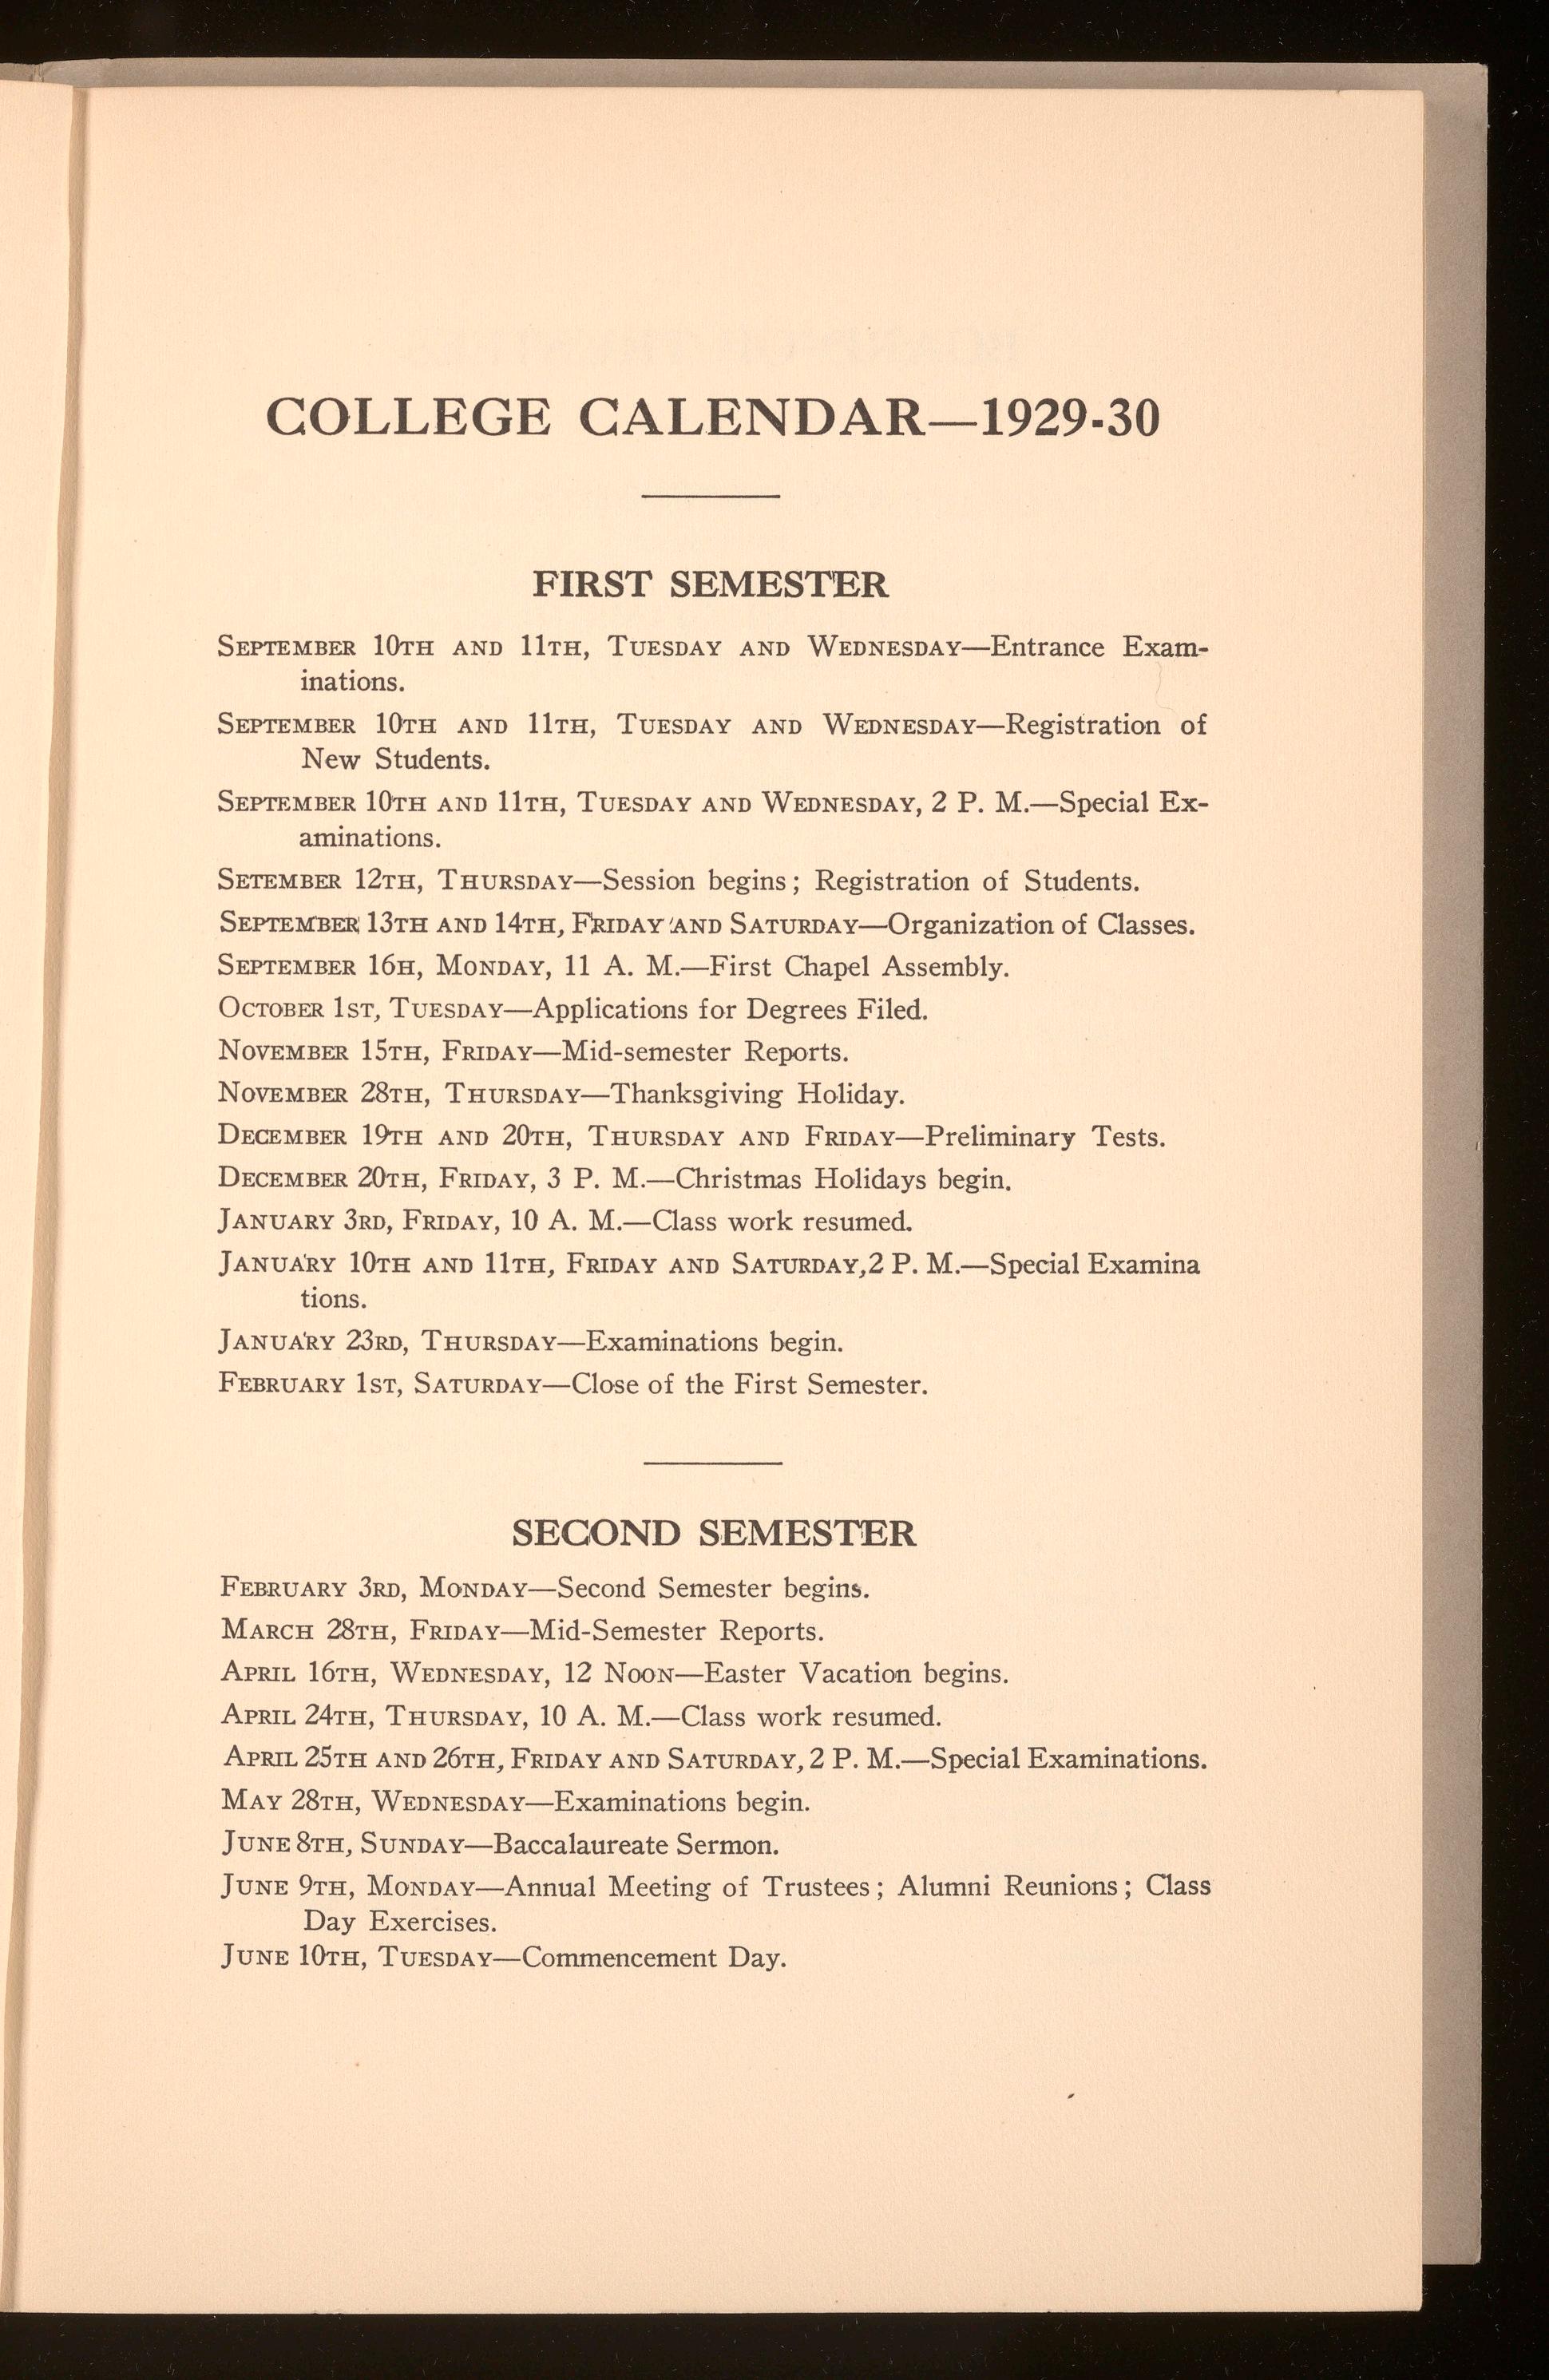 COLLEGE CALENDAR—1929-30
FIRST SEMESTER
SEPTEMBER 10TH AND 11TH, TUESDAY AND WEDNESDAY—Entrance Exam-
inations.
SEPTEMBER 10TH AND 11TH, TUESDAY AND WEDNESDAY—Registration of
New Students.
SEPTEMBER 10TH AND 11TH, TUESDAY AND WEDNESDAY, 2 P. M.—Special Ex-
aminations.
SETEMBER 12TH, THURSDAY—Session begins; Registration of Students.
SEPTEMBER 13TH AND 14TH, FRIDAY AND SATURDAY—Organization of Classes.
SEPTEMBER 16H, MONDAY, 11 A. M.—First Chapel Assembly.
OCTOBER 1ST, TUESDAY—Applications for Degrees Filed.
NOVEMBER 15TH, FRIDAY—Mid-semester Reports.
NOVEMBER 28TH, THURSDAY—Thanksgiving Holiday.
DECEMBER 19TH AND 20TH, THURSDAY AND FRIDAY—Preliminary Tests.
DECEMBER 20TH, FRIDAY, 3 P. M.—Christmas Holidays begin.
JANUARY 3RD, FRIDAY, 10 A. M.—Class work resumed.
JANUARY 10TH AND 11TH, FRIDAY AND SATURDAY,2 P. M.—Special Examina
tions.
JANUARY 23RD, THURSDAY—Examinations begin.
FEBRUARY 1ST, SATURDAY—Close of the First Semester.
SECOND SEMESTER
FEBRUARY 3RD, MONDAY—Second Semester begins.
MARCH 28TH, FRIDAY—Mid-Semester Reports.
APRIL 16TH, WEDNESDAY, 12 NOON—Easter Vacation begins.
APRIL 24TH, THURSDAY, 10 A. M.—Class work resumed.
APRIL 25TH AND 26TH, FRIDAY AND SATURDAY, 2 P. M.—Special Examinations.
MAY 28TH, WEDNESDAY—Examinations begin.
JUNE 8TH, SUNDAY—Baccalaureate Sermon.
JUNE 9TH, MONDAY—Annual Meeting of Trustees; Alumni Reunions; Class
Day Exercises.
JUNE 10TH, TUESDAY—Commencement Day.